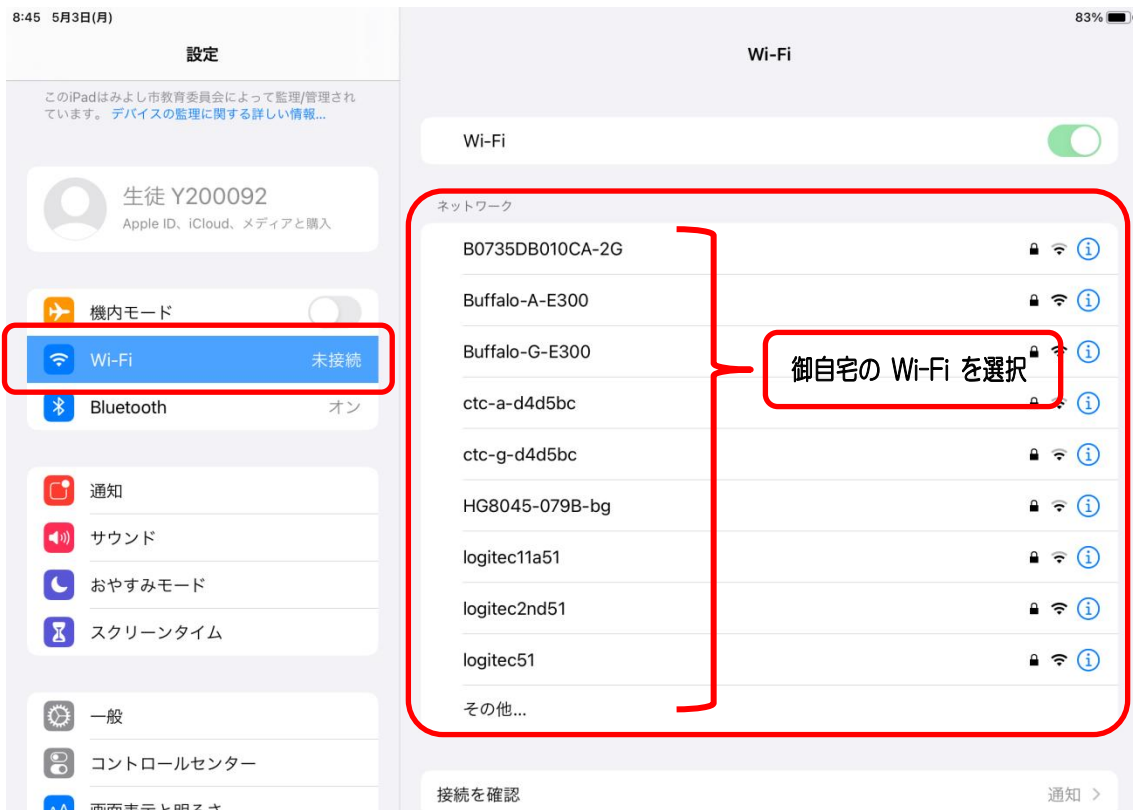 8:45 5月3日(月)
83%
設定
このiPadはみよし市教育委員会によって監理/管理され
ています。デバイスの監理に関する詳しい情報...
生徒 Y200092
Apple ID、iCloud、メディアと購入
機内モード
Wi-Fi 未接続
Bluetooth オン
通知
サウンド
おやすみモード
スクリーンタイム
一般
コントロールセンター
画面表示と明るさ
Wi-Fi
Wi-Fi
ネットワーク
B0735DB010CA-2G
Buffalo-A-E300
Buffalo-G-E300
御自宅の Wi-Fi を選択
ctc-a-d4d5bc
ctc-g-d4d5bc
HG8045-079B-bg
logitec11a51
logitec2nd51
logitec51
その他...
接続を確認 通知